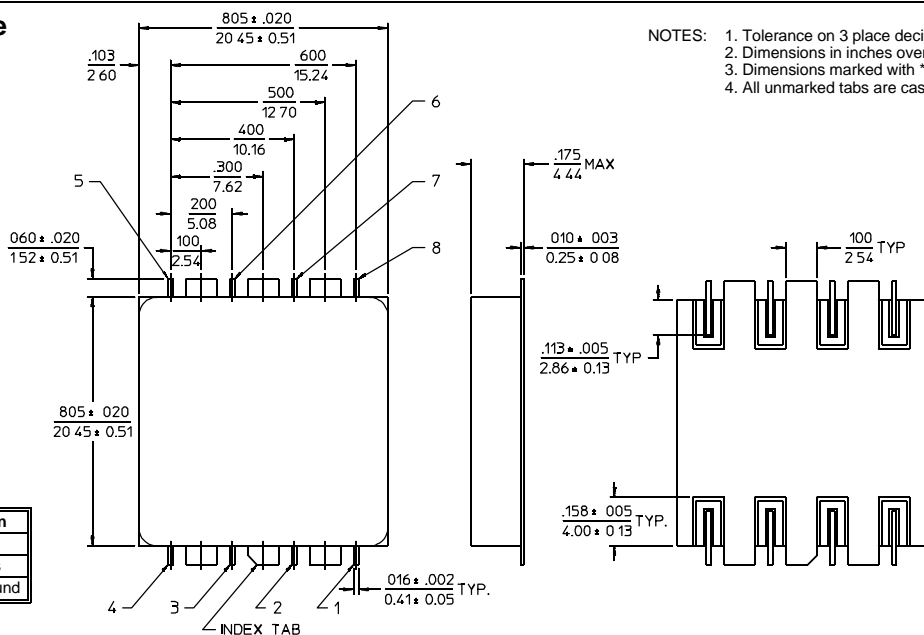 e
NOTES: 1. Tolerance on 3 place deci
2. Dimensions in inches over
3. Dimensions marked with *
4. All unmarked tabs are cas
805 ± .020
20 45 ± 0.51
.103
2 60
600
15.24
500
12 70
400
10.16
.300
7.62
200
5.08
100
2.54
5
6
7
8
060 ± .020
1 52 ± 0.51
805 ± 020
20 45 ± 0.51
4
3
2
1
INDEX TAB
016 ± .002
0.41 ± 0.05 TYP.
.175
4 44 MAX
.010 ± 003
0.25 ± 0 08
100
2 54 TYP
.113 ± .005
2.86 ± 0.13 TYP
.158 ± 005
4.00 ± 0 13 TYP.
n
s
und